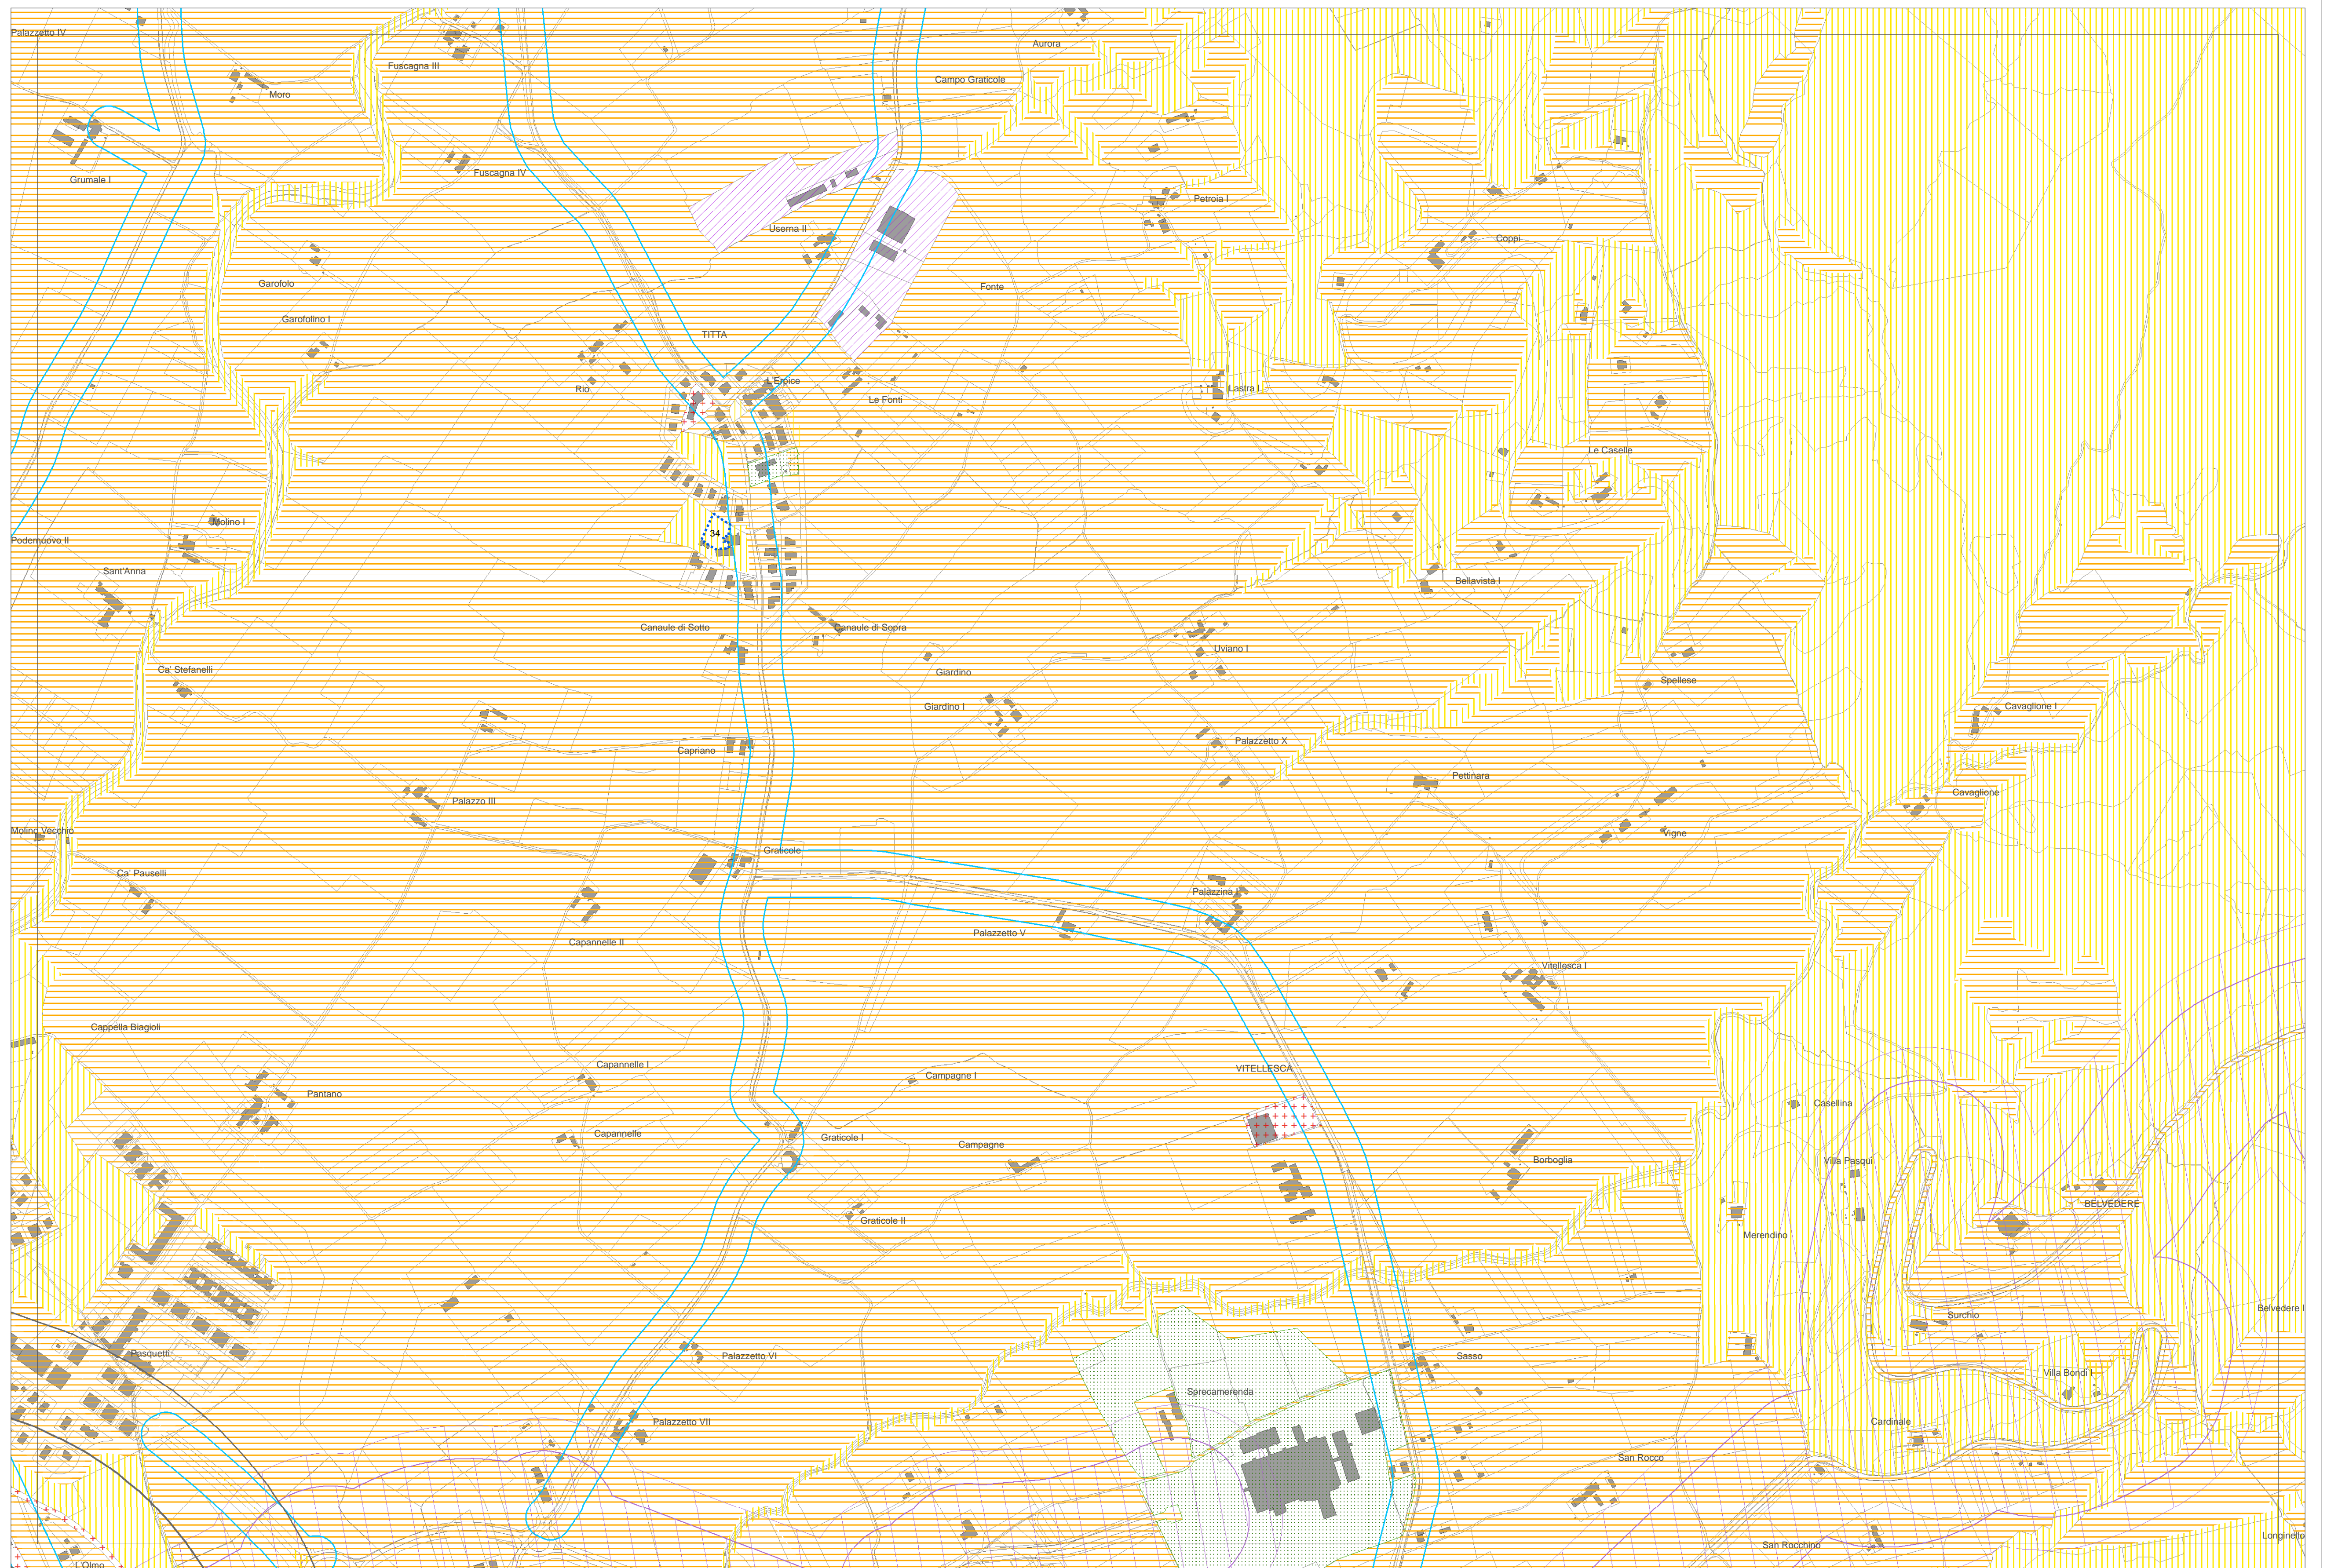 Palazzetto IV
Aurora
Fuscagna III
Campo Graticole
Moro
Fuscagna IV
Grumale I
Petroia I
Userna II
Coppi
Garofolo
Fonte
Garofolino I
TITTA
L'Erpice
Rio
Lastra I
Le Fonti
Le Caselle
Molino I
34
Podernuovo II
Sant'Anna
Bellavista I
Canaule di Sotto
Canaule di Sopra
Uviano I
Ca' Stefanelli
Giardino
Spellese
Giardino I
Cavaglione I
Palazzetto X
Capriano
Pettinara
Cavaglione
Palazzo III
Molino Vecchio
Vigne
Graticole
Ca' Pauselli
Palazzina I
Palazzetto V
Capannelle II
Vitellesca I
Cappella Biagioli
Capannelle I
VITELLESCA
Campagne I
Pantano
Casellina
Capannelle
Graticole I
Campagne
Borboglia
Villa Pasqui
BELVEDERE
Graticole II
Merendino
Belvedere I
Surchio
Pasquetti
Palazzetto VI
Sasso
Villa Bondi I
Sprecamerenda
Palazzetto VII
Cardinale
San Rocco
Longinello
San Rocchino
L'Olmo